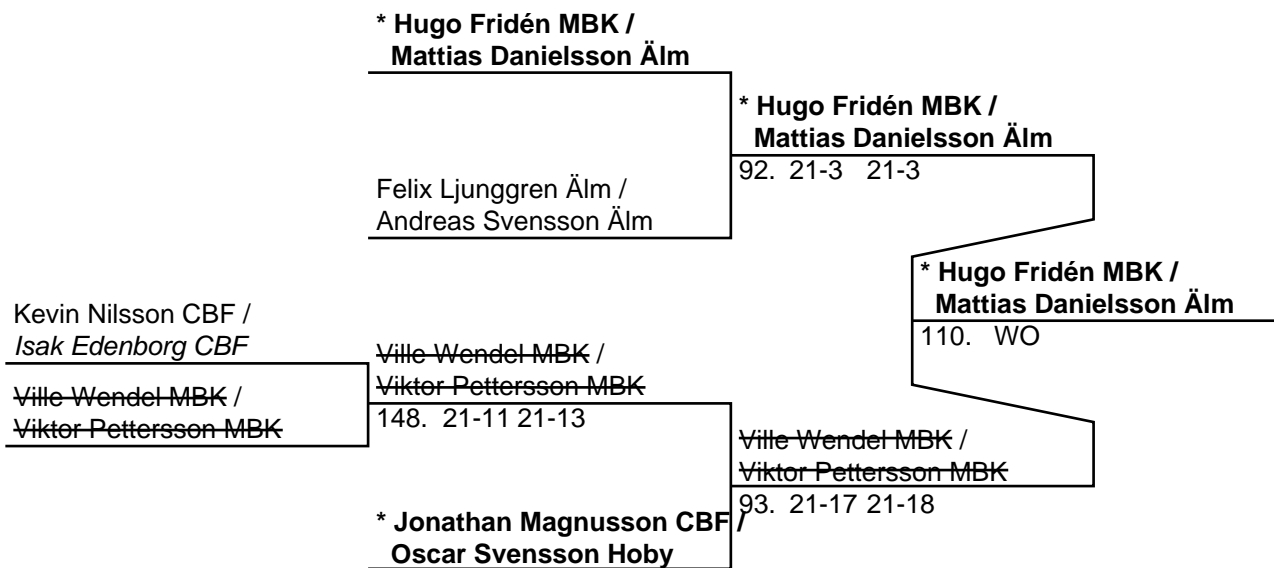 * Hugo Fridén MBK /
Mattias Danielsson Älm
* Hugo Fridén MBK /
Mattias Danielsson Älm
92. 21-3 21-3
Felix Ljunggren Älm /
Andreas Svensson Älm
* Hugo Fridén MBK /
Mattias Danielsson Älm
110. WO
Kevin Nilsson CBF /
Isak Edenborg CBF
Ville Wendel MBK /
Viktor Pettersson MBK
Ville Wendel MBK /
Viktor Pettersson MBK
148. 21-11 21-13
Ville Wendel MBK /
Viktor Pettersson MBK
93. 21-17 21-18
* Jonathan Magnusson CBF /
Oscar Svensson Hoby